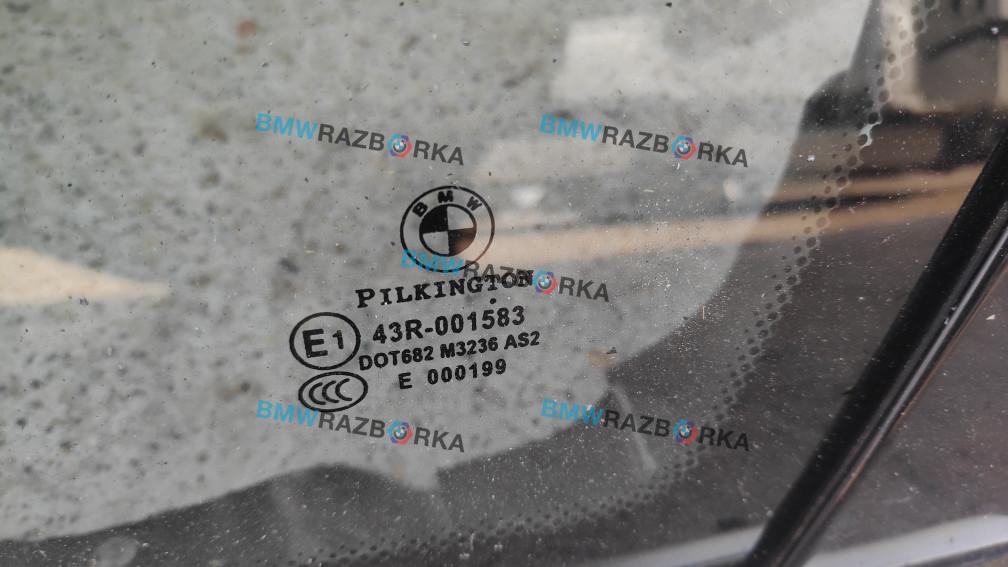 BMWRAZBORKA BMWRAZBORKA
BMW
BMWRAZBORKA
PILKINGTON
E1 43R-001583
DOT682 M3236 AS2
CCC E 000199
BMWRAZBORKA BMWRAZBORKA